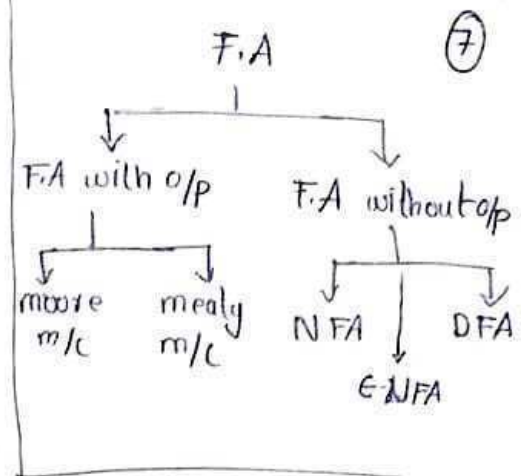 F.A
7
F.A with o/p
F.A without o/p
moore
m/c
mealy
m/c
NFA
DFA
ϵ-NFA